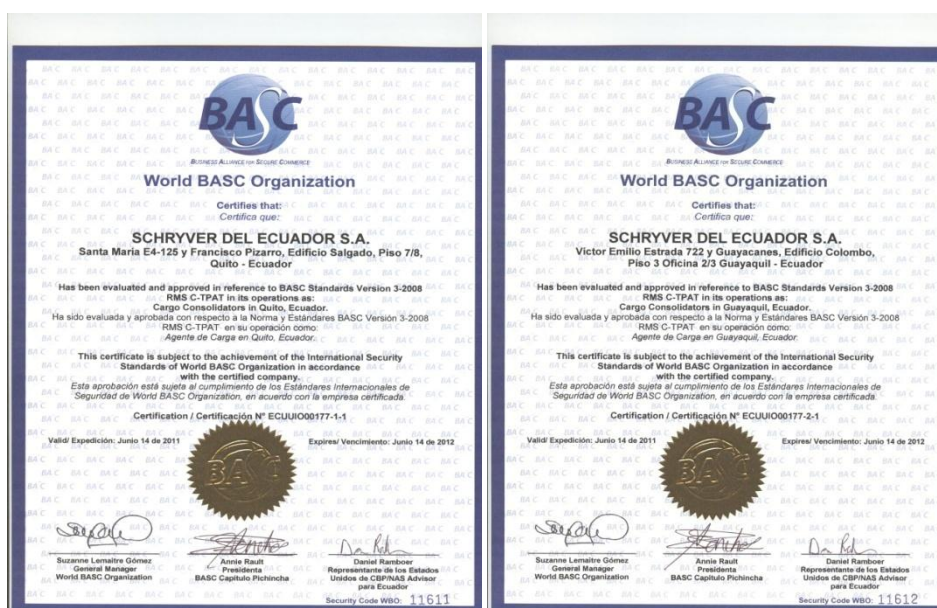 BASC
BUSINESS ALLIANCE FOR SECURE COMMERCE
World BASC Organization
Certifies that:
Certifica que:
SCHRYVER DEL ECUADOR S.A.
Santa Maria E4-125 y Francisco Pizarro, Edificio Salgado, Piso 7/8,
Quito - Ecuador
Has been evaluated and approved in reference to BASC Standards Version 3-2008
RMS C-TPAT in its operations as:
Cargo Consolidators in Quito, Ecuador.
Ha sido evaluada y aprobada con respecto a la Norma y Estándares BASC Versión 3-2008
RMS C-TPAT en su operación como:
Agente de Carga en Quito, Ecuador.
This certificate is subject to the achievement of the International Security
Standards of World BASC Organization in accordance
with the certified company.
Esta aprobación está sujeta al cumplimiento de los Estándares Internacionales de
Seguridad de World BASC Organization, en acuerdo con la empresa certificada.
Certification / Certificación N° ECUUIO00177-1-1
Valid/ Expedición: Junio 14 de 2011
Expires/ Vencimiento: Junio 14 de 2012
BASC
Suzanne Lemaitre Gómez
General Manager
World BASC Organization
Annie Rault
Presidenta
BASC Capítulo Pichincha
Daniel Ramboer
Representante de los Estados
Unidos de CBP/NAS Advisor
para Ecuador
Security Code WBO: 11611
BASC
BUSINESS ALLIANCE FOR SECURE COMMERCE
World BASC Organization
Certifies that:
Certifica que:
SCHRYVER DEL ECUADOR S.A.
Victor Emilio Estrada 722 y Guayacanes, Edificio Colombo,
Piso 3 Oficina 2/3 Guayaquil - Ecuador
Has been evaluated and approved in reference to BASC Standards Version 3-2008
RMS C-TPAT in its operations as:
Cargo Consolidators in Guayaquil, Ecuador.
Ha sido evaluada y aprobada con respecto a la Norma y Estándares BASC Versión 3-2008
RMS C-TPAT en su operación como:
Agente de Carga en Guayaquil, Ecuador.
This certificate is subject to the achievement of the International Security
Standards of World BASC Organization in accordance
with the certified company.
Esta aprobación está sujeta al cumplimiento de los Estándares Internacionales de
Seguridad de World BASC Organization, en acuerdo con la empresa certificada.
Certification / Certificación N° ECUUIO00177-2-1
Valid/ Expedición: Junio 14 de 2011
Expires/ Vencimiento: Junio 14 de 2012
BASC
Suzanne Lemaitre Gómez
General Manager
World BASC Organization
Annie Rault
Presidenta
BASC Capítulo Pichincha
Daniel Ramboer
Representante de los Estados
Unidos de CBP/NAS Advisor
para Ecuador
Security Code WBO: 11612